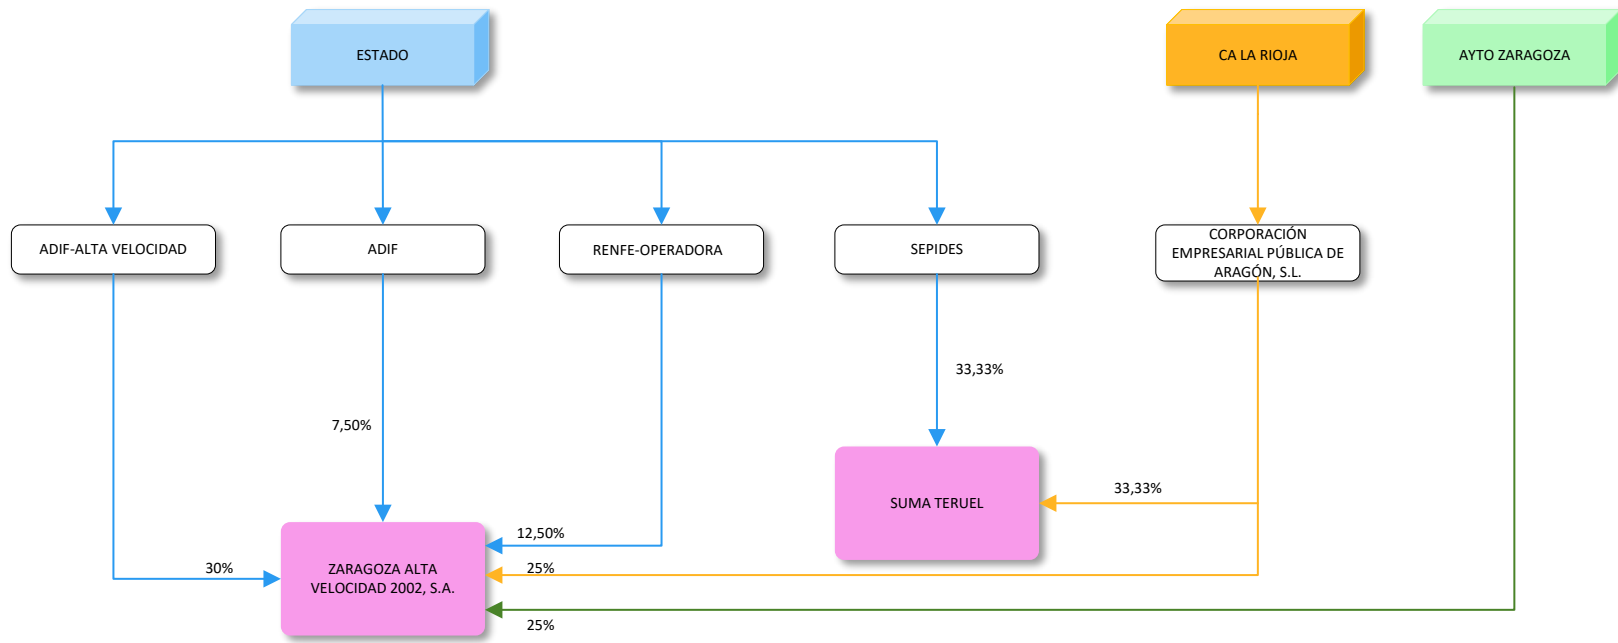 ESTADO
CA LA RIOJA
AYTO ZARAGOZA
ADIF-ALTA VELOCIDAD
ADIF
RENFE-OPERADORA
SEPIDES
CORPORACIÓN
EMPRESARIAL PÚBLICA DE
ARAGÓN, S.L.
33,33%
7,50%
33,33%
SUMA TERUEL
12,50%
30%
25%
ZARAGOZA ALTA
VELOCIDAD 2002, S.A.
25%